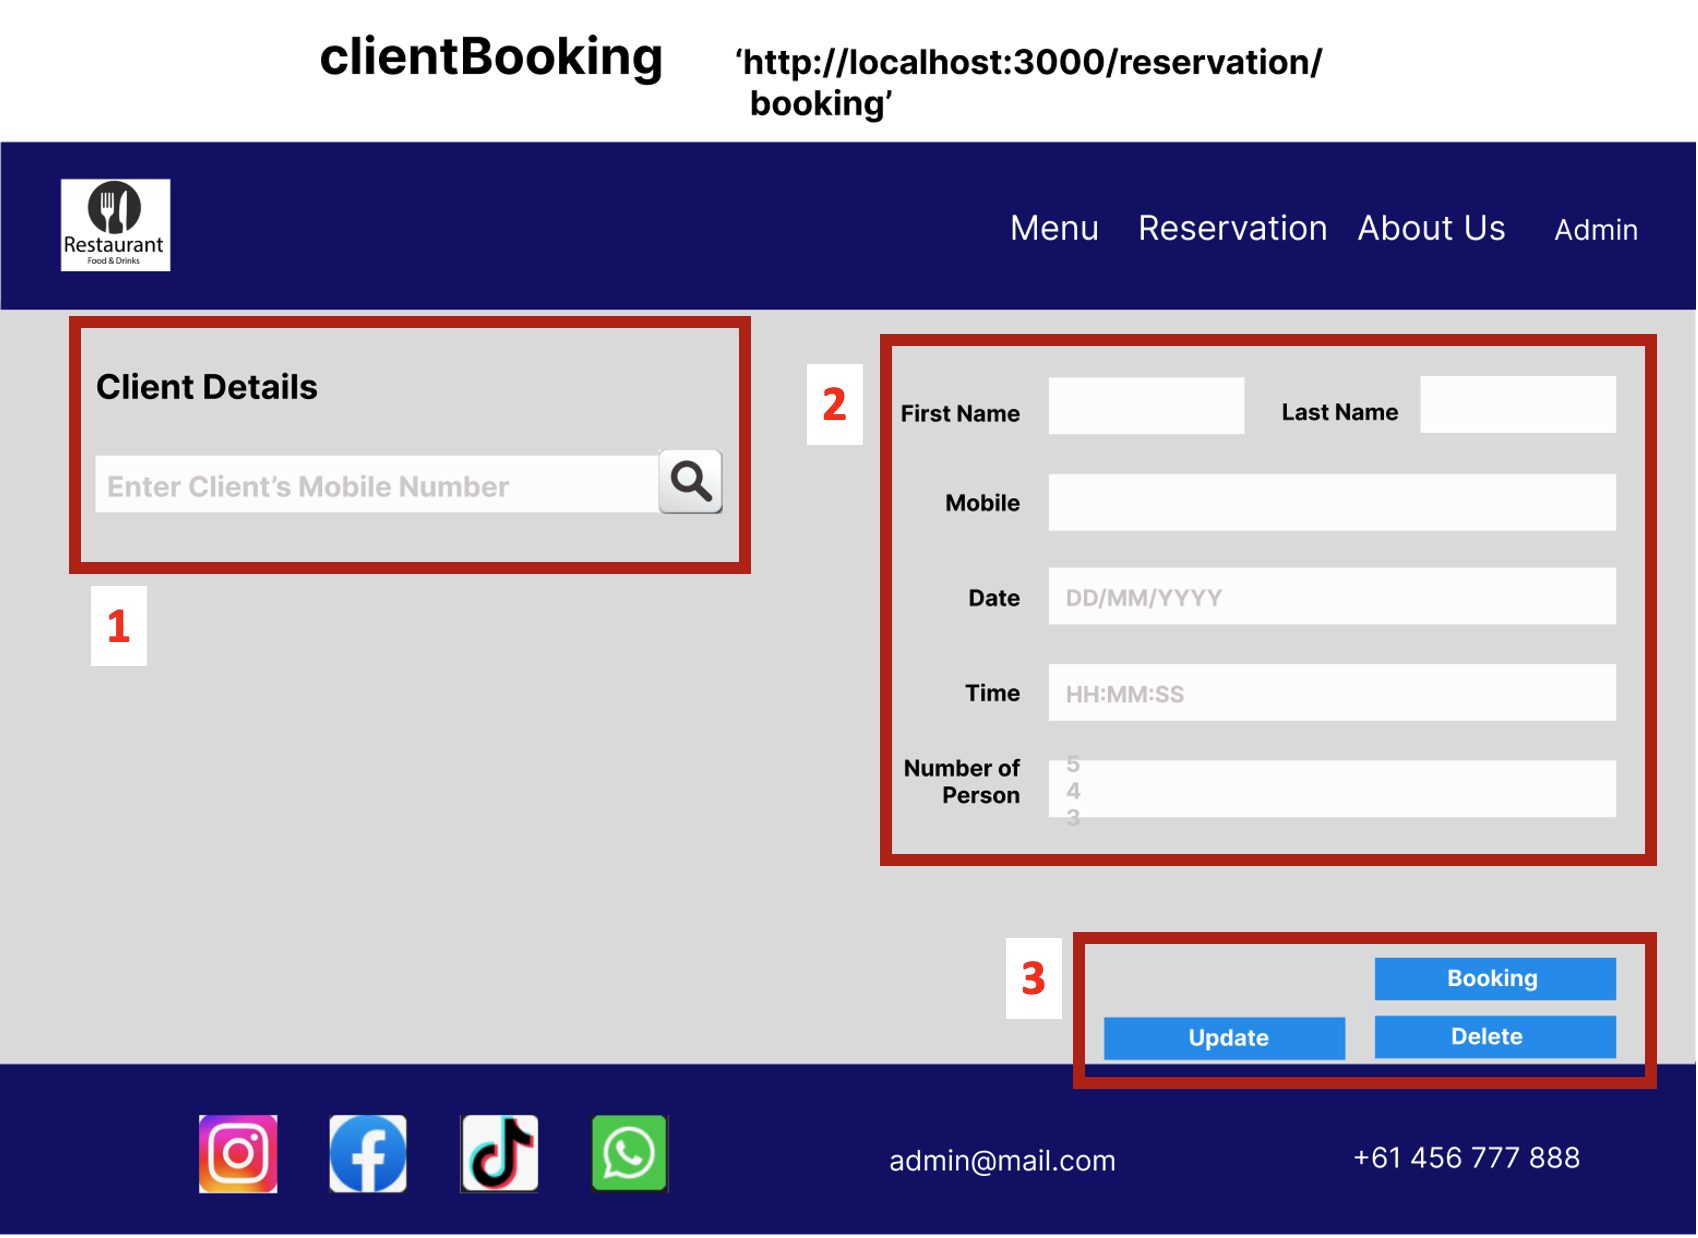 clientBooking
‘http://localhost:3000/reservation/
booking’
Restaurant
Food & Drinks
Menu Reservation About Us Admin
Client Details
Enter Client’s Mobile Number
1
2
First Name
Last Name
Mobile
Date
DD/MM/YYYY
Time
HH:MM:SS
Number of
Person
5
4
3
3
Booking
Update
Delete
admin@mail.com
+61 456 777 888